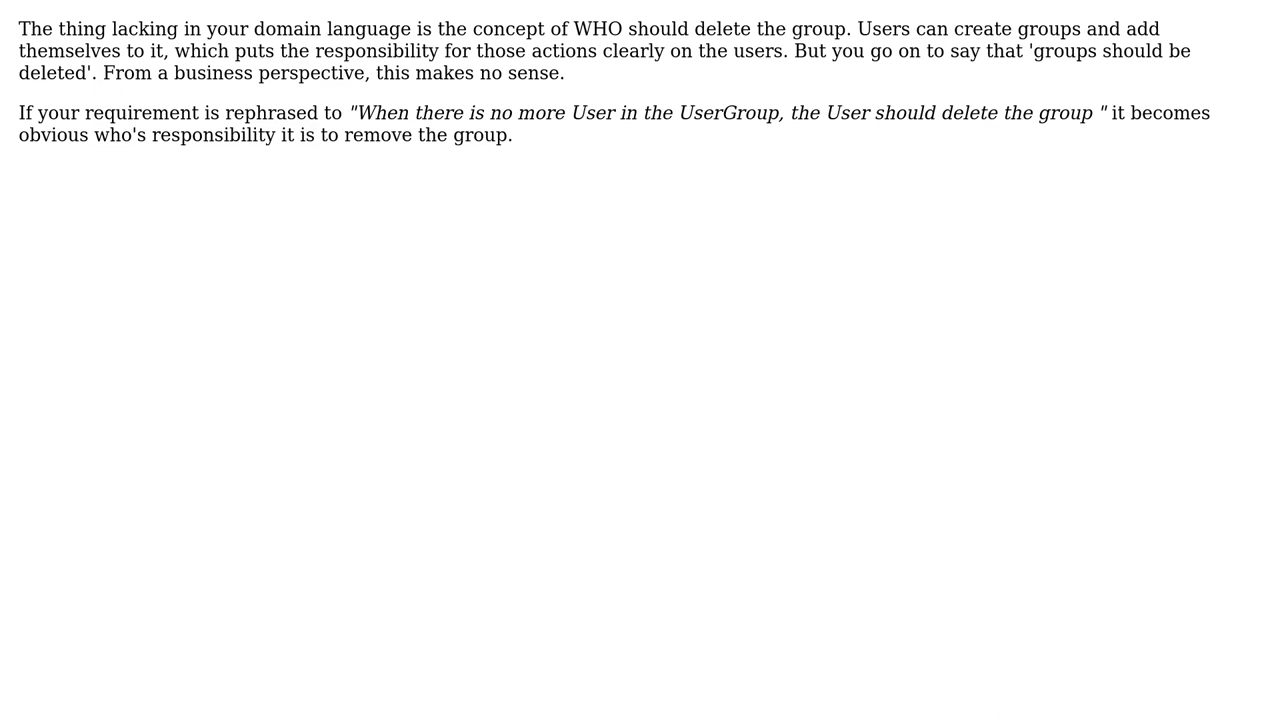 The thing lacking in your domain language is the concept of WHO should delete the group. Users can create groups and add
themselves to it, which puts the responsibility for those actions clearly on the users. But you go on to say that 'groups should be
deleted'. From a business perspective, this makes no sense.
If your requirement is rephrased to "When there is no more User in the UserGroup, the User should delete the group " it becomes
obvious who's responsibility it is to remove the group.